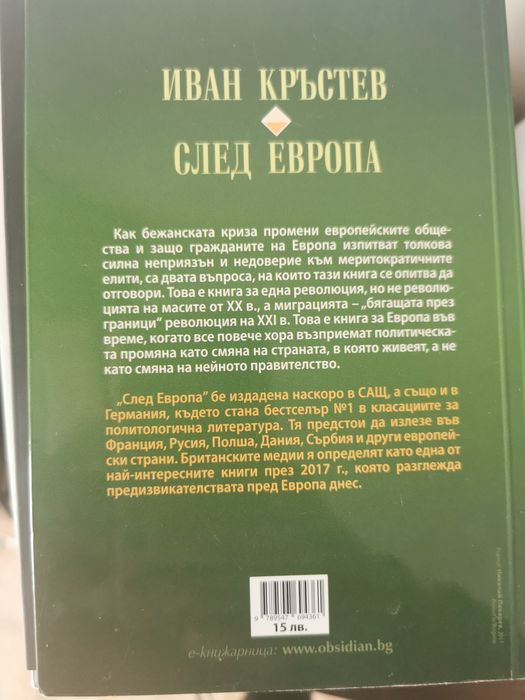 ИВАН КРЪСТЕВ
СЛЕД ЕВРОПА
Как бежанската криза промени европейските обще-
ства и защо гражданите на Европа изпитват толкова
силна неприязън и недоверие към меритократичните
елити, са двата въпроса, на които тази книга се опитва да
отговори. Това е книга за една революция, но не револю-
цията на масите от XX в., а миграцията – „бягащата през
граници“ революция на XXI в. Това е книга за Европа във
време, когато все повече хора възприемат политическа-
та промяна като смяна на страната, в която живеят, а не
като смяна на нейното правителство.
„След Европа“ бе издадена наскоро в САЩ, а също и в
Германия, където стана бестселър №1 в класациите за
политологична литература. Тя предстои да излезе във
Франция, Русия, Полша, Дания, Сърбия и други европей-
ски страни. Британските медии я определят като една от
най-интересните книги през 2017 г., която разглежда
предизвикателствата пред Европа днес.
9 789547 694361
15 лв.
е-книжарница: www.obsidian.bg